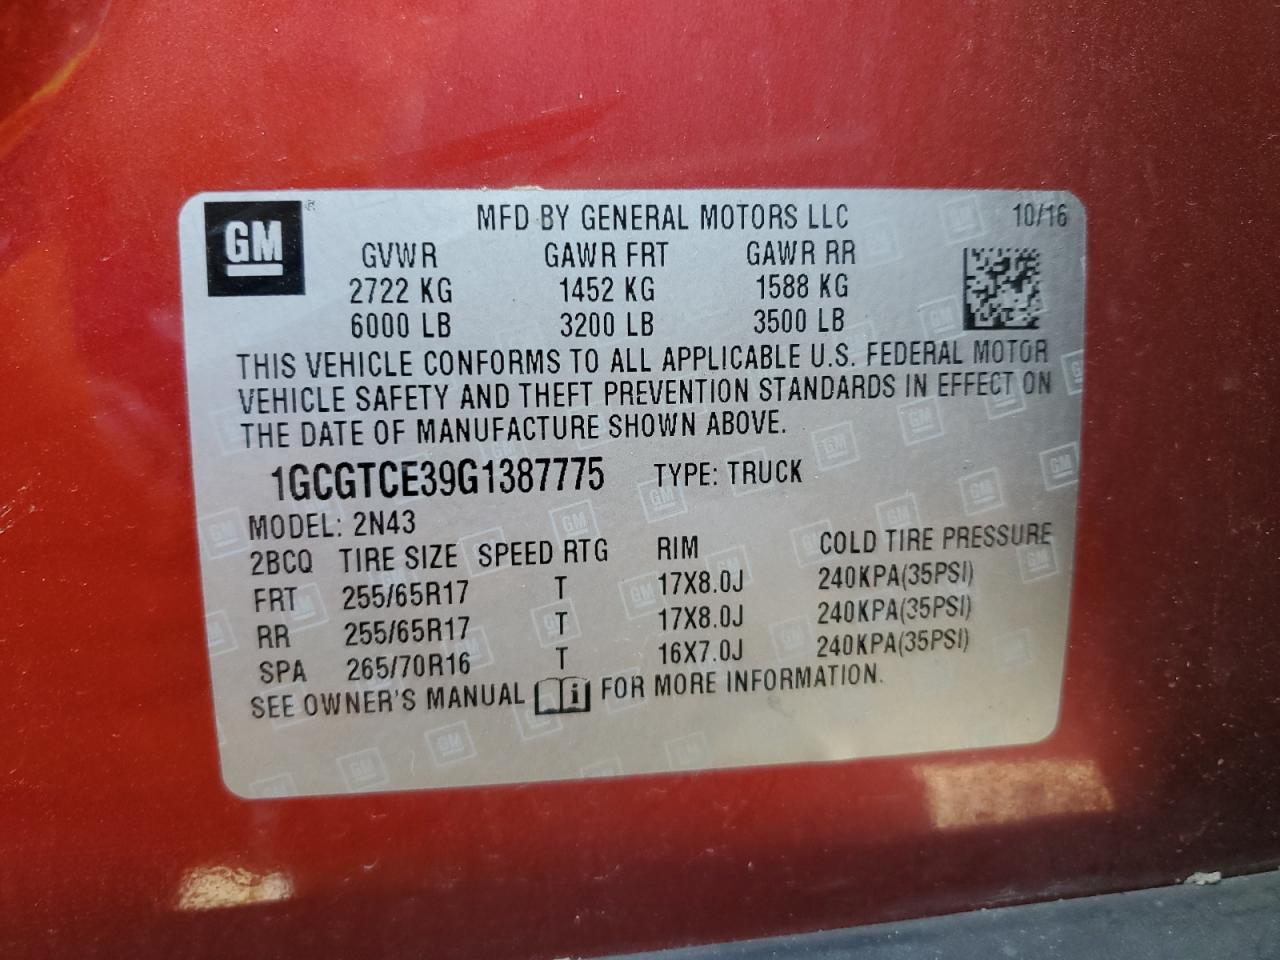 GM ® MFD BY GENERAL MOTORS LLC 10/16
GVWR GAWR FRT GAWR RR
2722 KG 1452 KG 1588 KG
6000 LB 3200 LB 3500 LB
THIS VEHICLE CONFORMS TO ALL APPLICABLE U.S. FEDERAL MOTOR
VEHICLE SAFETY AND THEFT PREVENTION STANDARDS IN EFFECT ON
THE DATE OF MANUFACTURE SHOWN ABOVE.
1GCGTCE39G1387775 TYPE: TRUCK
MODEL: 2N43
2BCQ TIRE SIZE SPEED RTG RIM COLD TIRE PRESSURE
FRT 255/65R17 T 17X8.0J 240KPA(35PSI)
RR 255/65R17 T 17X8.0J 240KPA(35PSI)
SPA 265/70R16 T 16X7.0J 240KPA(35PSI)
SEE OWNER'S MANUAL i FOR MORE INFORMATION.